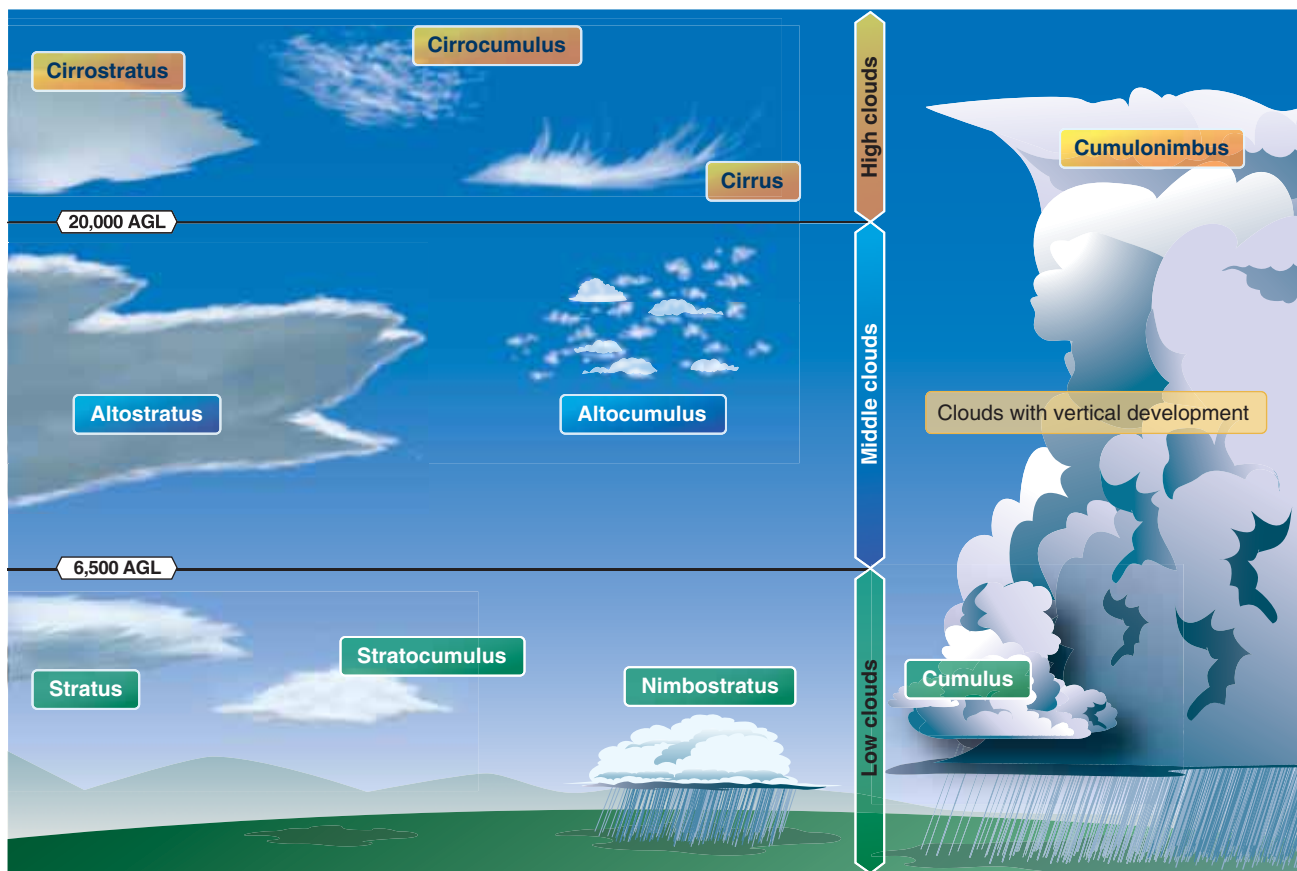 Cirrostratus
Cirrocumulus
Cirrus
High clouds
Cumulonimbus
20,000 AGL
Altostratus
Altocumulus
Middle clouds
Clouds with vertical development
6,500 AGL
Stratus
Stratocumulus
Nimbostratus
Low clouds
Cumulus